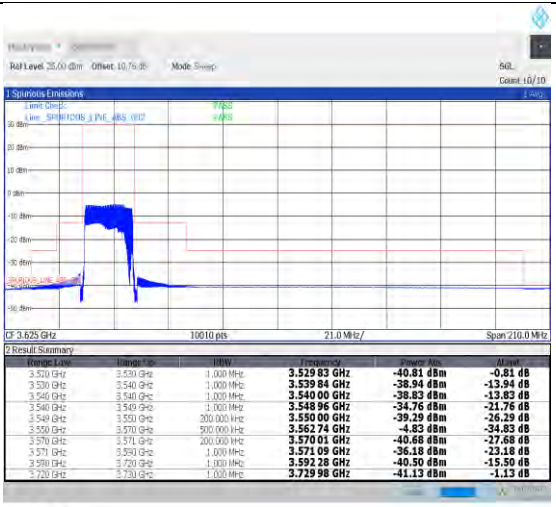 Ref Level 25.00 dBm Offset 10.76 dB Mode Sweep SGL
Count 10/10
1 Spurious Emissions 1 Avg
Limit Check PASS
Line _SPURIOUS_LINE_ABS_ PASS
30 dBm
20 dBm
10 dBm
0 dBm
-10 dBm
-20 dBm
-30 dBm
-50 dBm
CF 3.625 GHz 10010 pts 21.0 MHz/ Span 210.0 MHz
2 Result Summary
Range Low Range Up RBW Frequency Power Abs ΔLimit
3.520 GHz 3.530 GHz 1.000 MHz 3.529 83 GHz -40.81 dBm -0.81 dB
3.530 GHz 3.540 GHz 1.000 MHz 3.539 84 GHz -38.94 dBm -13.94 dB
3.540 GHz 3.540 GHz 1.000 MHz 3.540 00 GHz -38.83 dBm -13.83 dB
3.540 GHz 3.549 GHz 1.000 MHz 3.548 96 GHz -34.76 dBm -21.76 dB
3.549 GHz 3.550 GHz 200.000 kHz 3.550 00 GHz -39.29 dBm -26.29 dB
3.550 GHz 3.570 GHz 500.000 kHz 3.562 74 GHz -4.83 dBm -34.83 dB
3.570 GHz 3.571 GHz 200.000 kHz 3.570 01 GHz -40.68 dBm -27.68 dB
3.571 GHz 3.590 GHz 1.000 MHz 3.571 09 GHz -36.18 dBm -23.18 dB
3.590 GHz 3.720 GHz 1.000 MHz 3.592 28 GHz -40.50 dBm -15.50 dB
3.720 GHz 3.730 GHz 1.000 MHz 3.729 98 GHz -41.13 dBm -1.13 dB